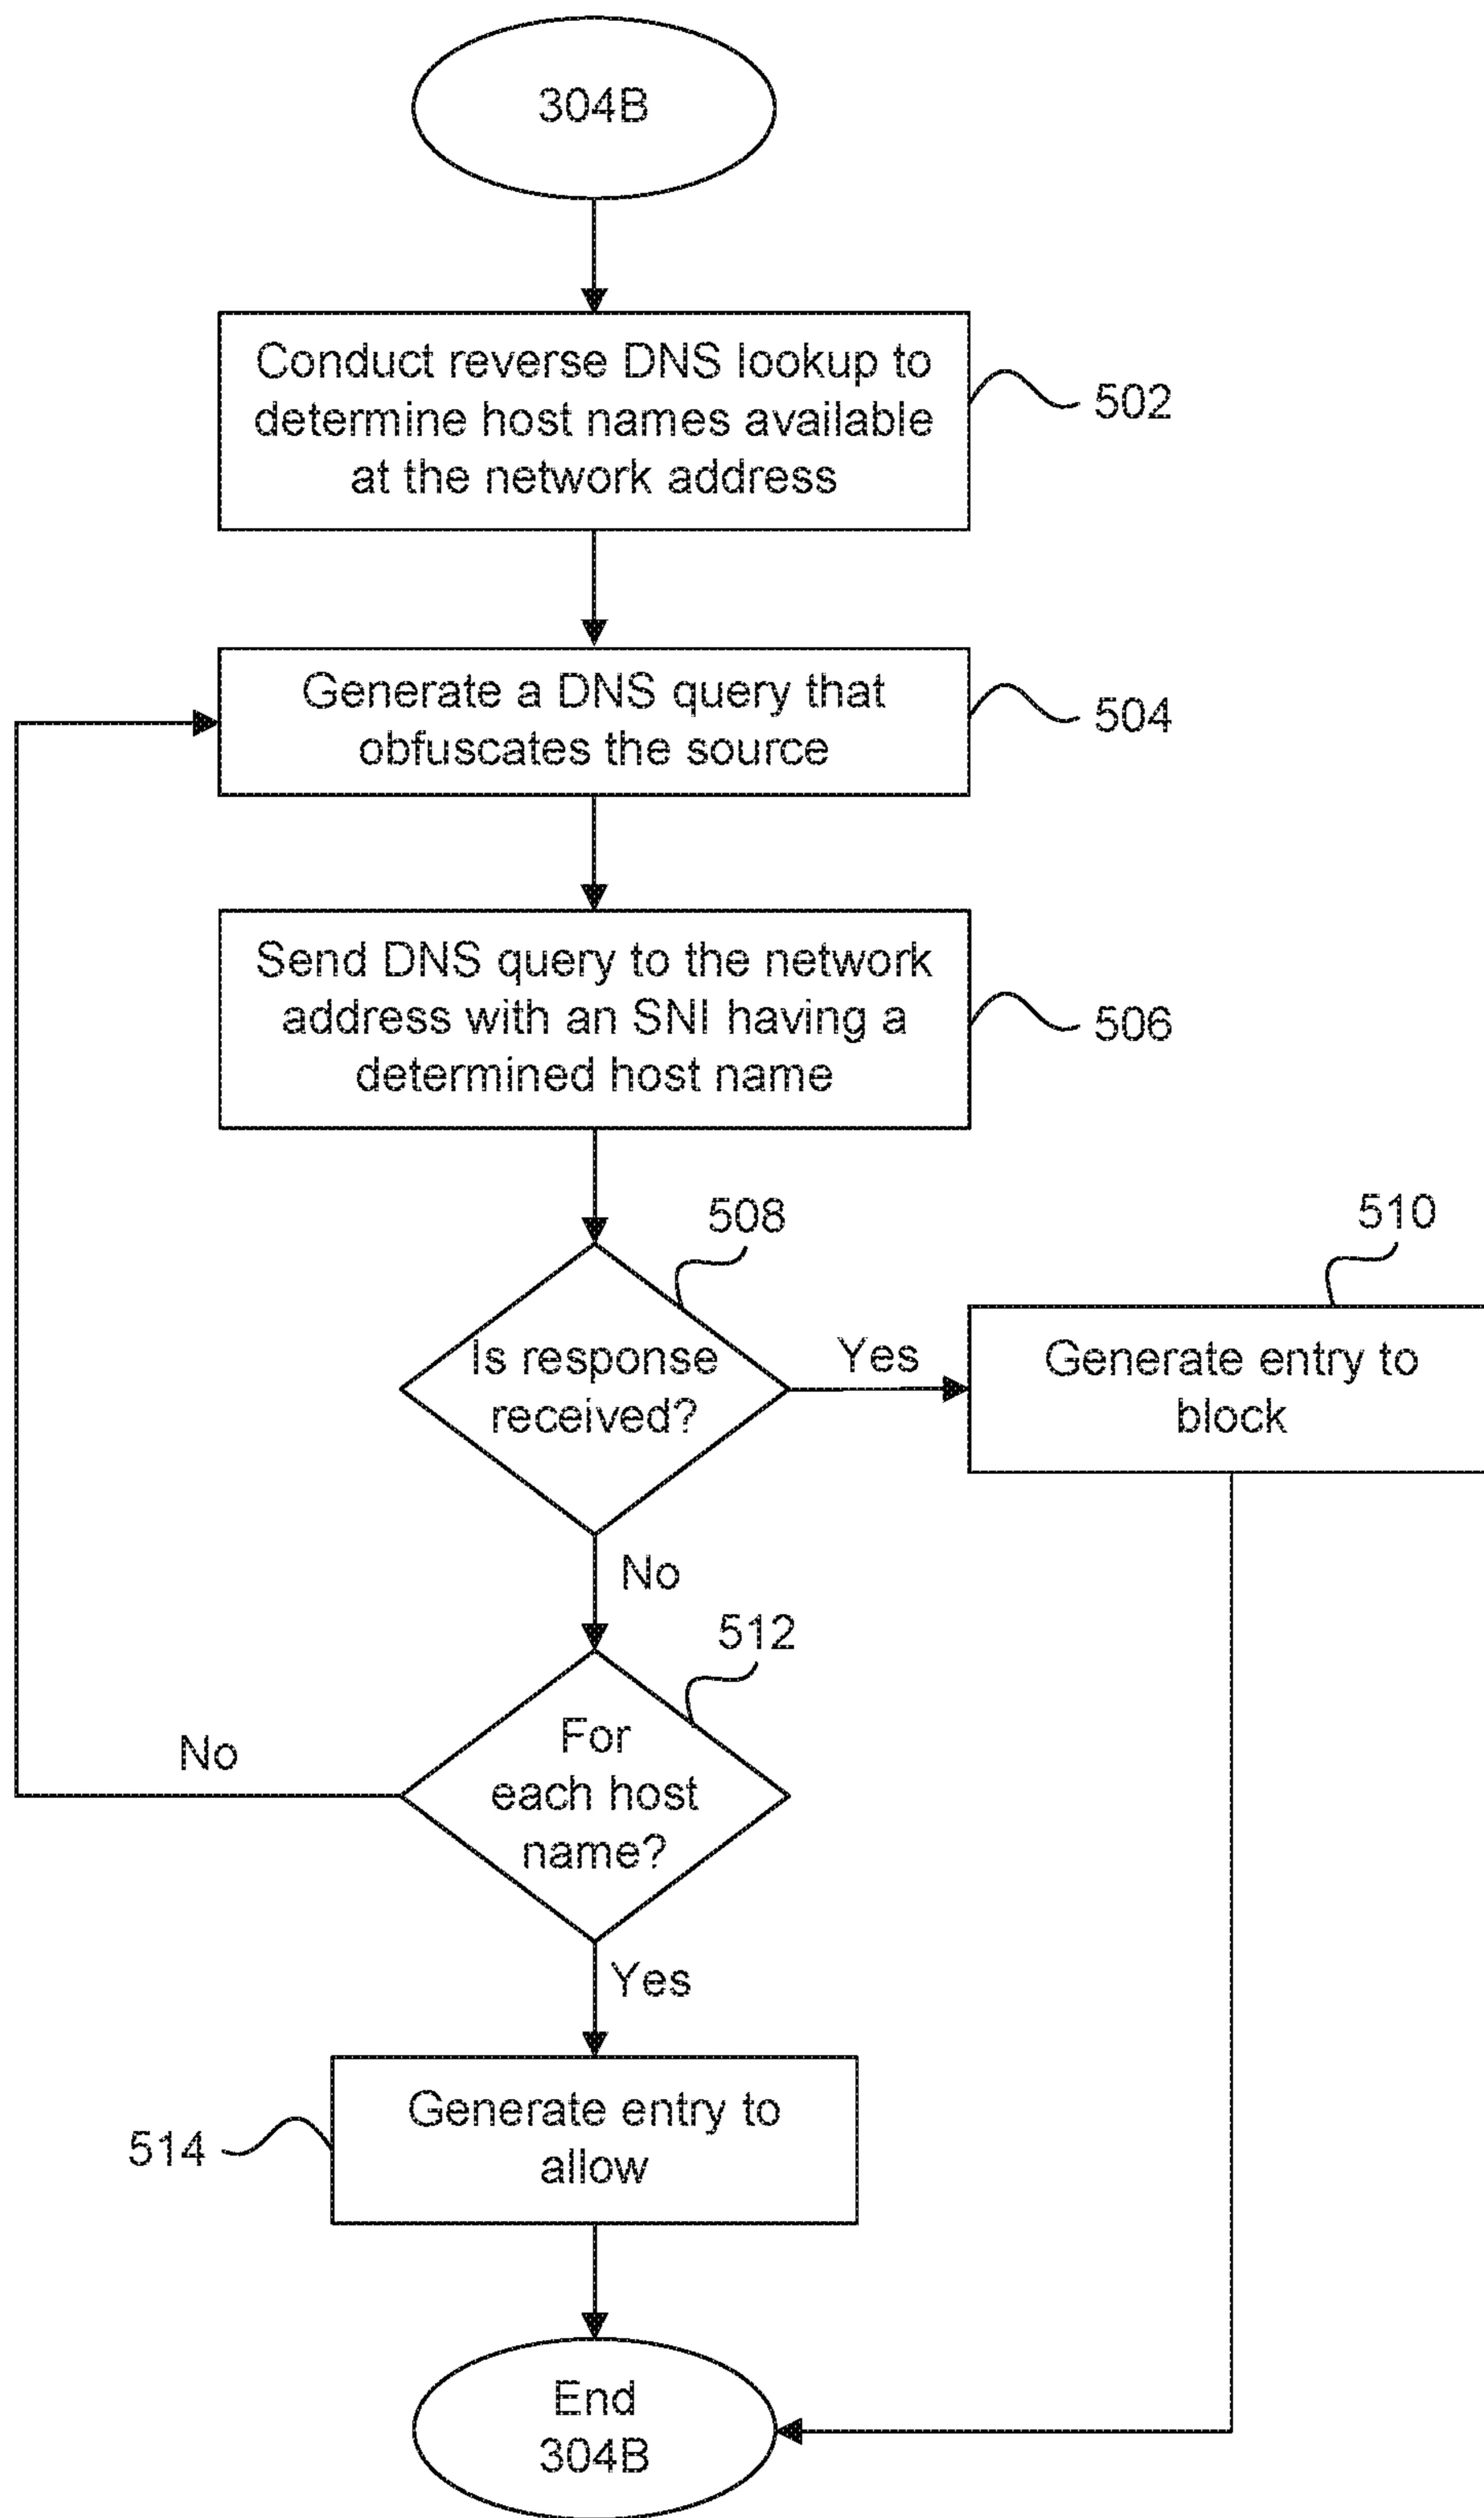 304B
Conduct reverse DNS lookup to
determine host names available
at the network address
502
Generate a DNS query that
obfuscates the source
504
Send DNS query to the network
address with an SNI having a
determined host name
506
508
510
Is response
received?
Yes
Generate entry to
block
No
512
For
each host
name?
No
Yes
Generate entry to
allow
514
End
304B